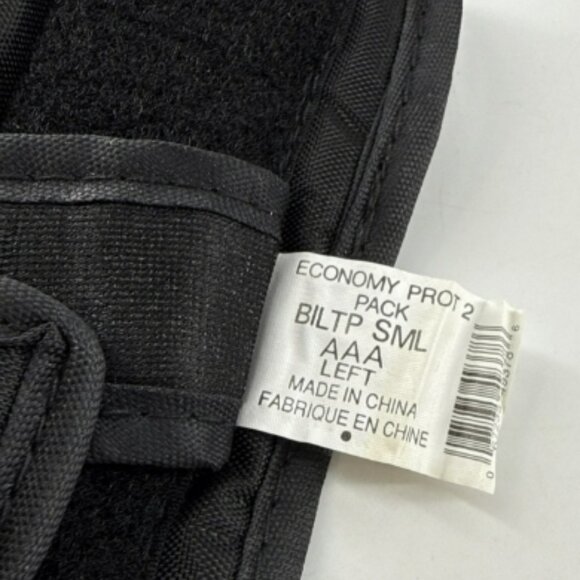 ECONOMY PROT 2
PACK
BILTP SML
AAA
LEFT
MADE IN CHINA
FABRIQUE EN CHINE